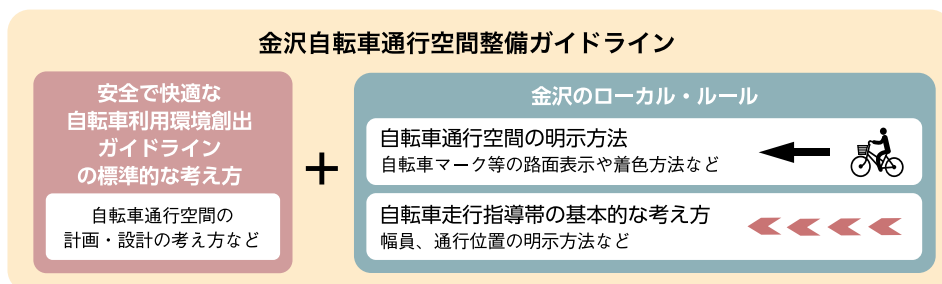 金沢自転車通行空間整備ガイドライン
安全で快適な
自転車利用環境創出
ガイドライン
の標準的な考え方
自転車通行空間の
計画・設計の考え方など
+
金沢のローカル・ルール
自転車通行空間の明示方法
自転車マーク等の路面表示や着色方法など
自転車走行指導帯の基本的な考え方
幅員、通行位置の明示方法など